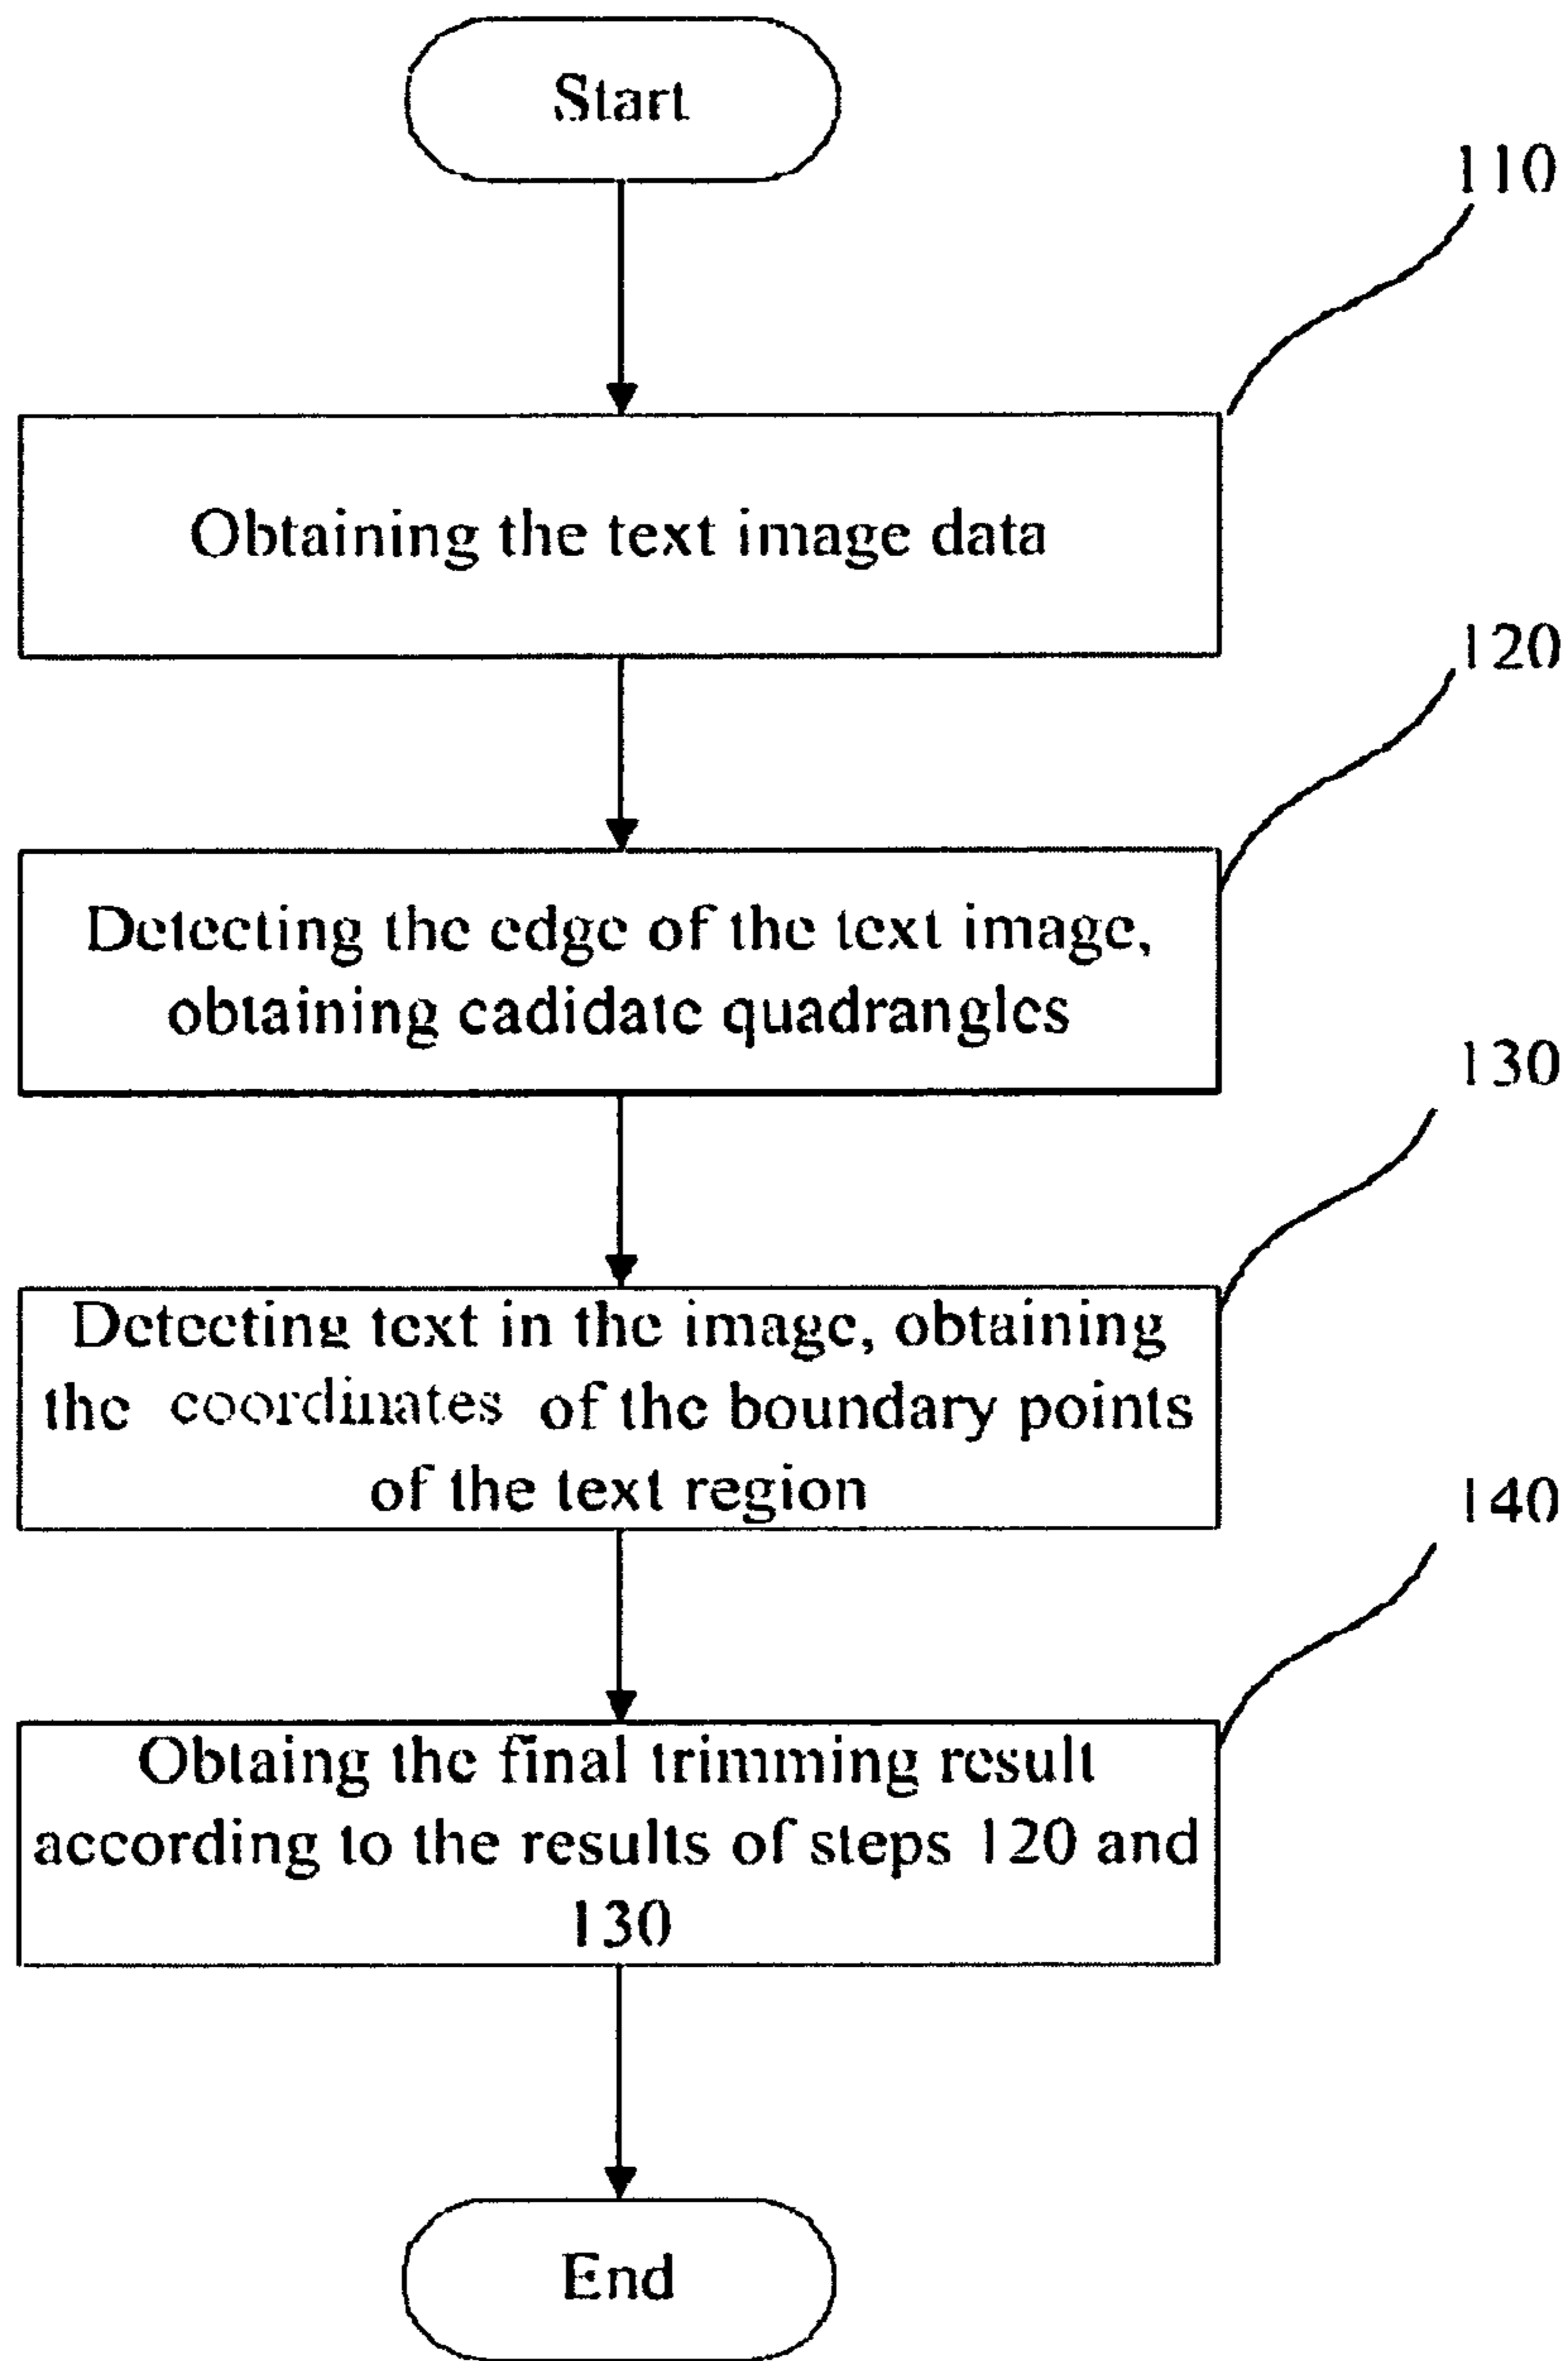 Start
110
Obtaining the text image data
120
Detecting the edge of the text image,
obtaining cadidate quadrangles
130
Detecting text in the image, obtaining
the coordinates of the boundary points
of the text region
140
Obtaing the final trimming result
according to the results of steps 120 and
130
End